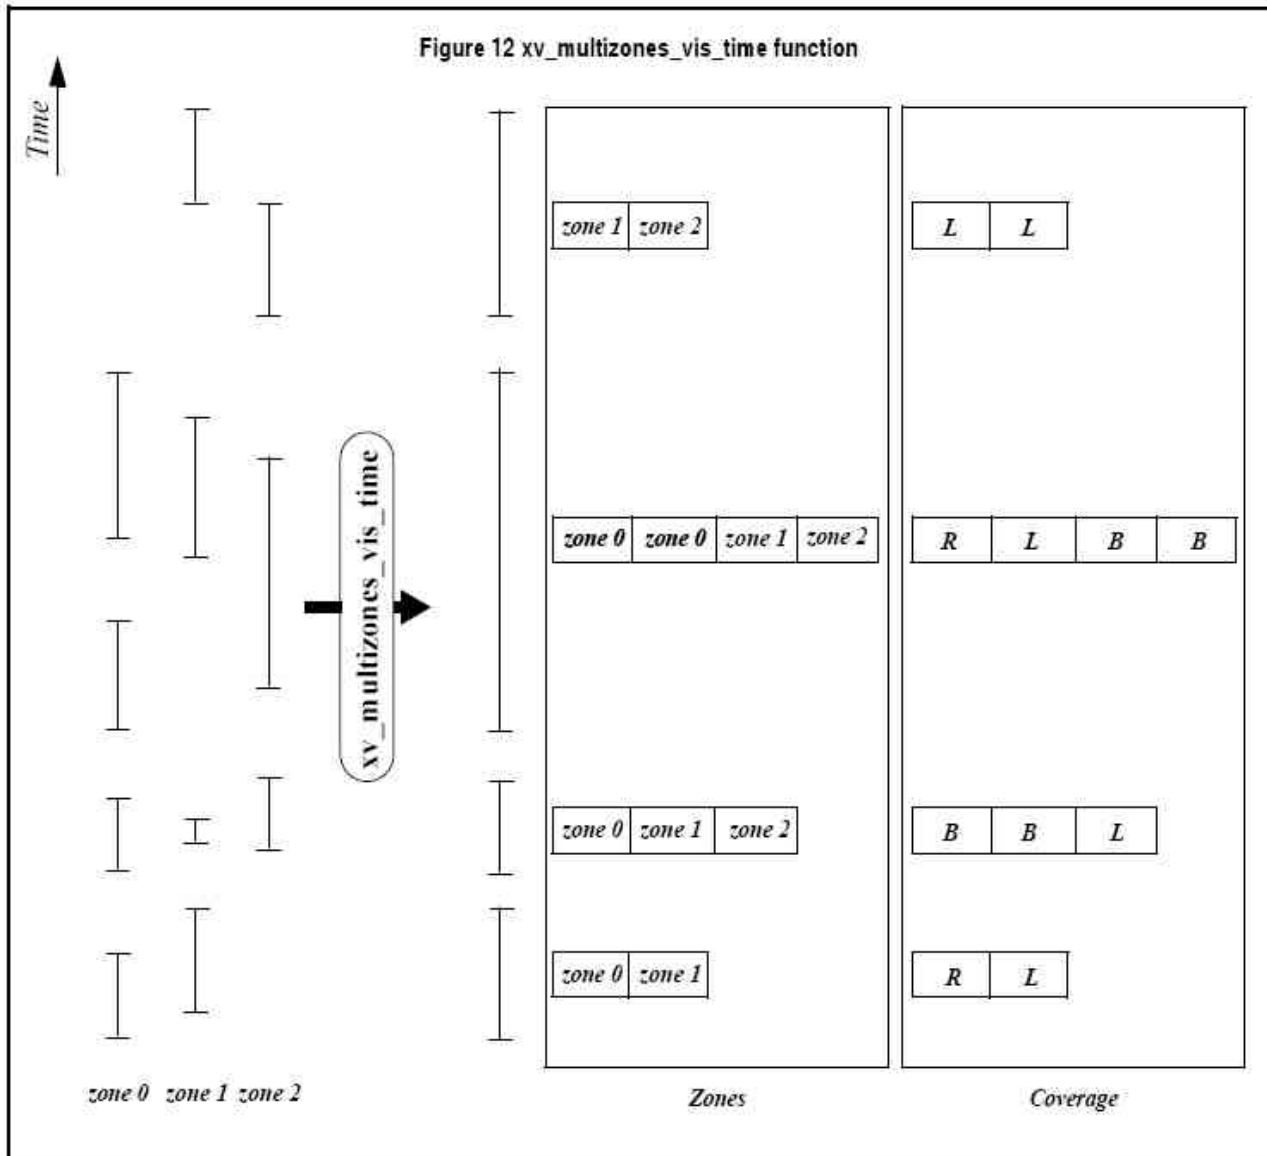 Figure 12 xv_multizones_vis_time function
Time
zone 1 zone 2
L L
xv_multizones_vis_time
zone 0 zone 0 zone 1 zone 2
R L B B
zone 0 zone 1 zone 2
B B L
zone 0 zone 1
R L
zone 0 zone 1 zone 2
Zones
Coverage